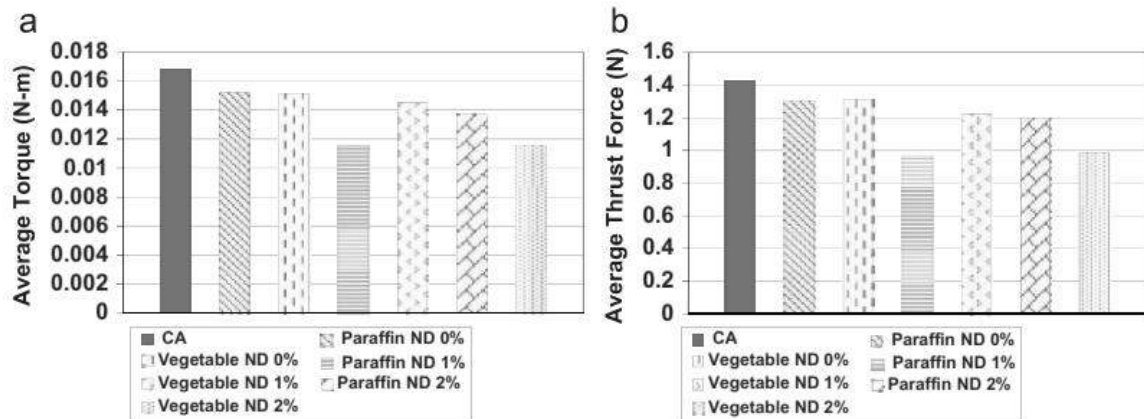 a
Average Torque (N-m)
0.018
0.016
0.014
0.012
0.01
0.008
0.006
0.004
0.002
0
CA
Paraffin ND 0%
Vegetable ND 0%
Paraffin ND 1%
Vegetable ND 1%
Paraffin ND 2%
Vegetable ND 2%
b
Average Thrust Force (N)
1.6
1.4
1.2
1
0.8
0.6
0.4
0.2
0
CA
Paraffin ND 0%
Vegetable ND 0%
Paraffin ND 1%
Vegetable ND 1%
Paraffin ND 2%
Vegetable ND 2%